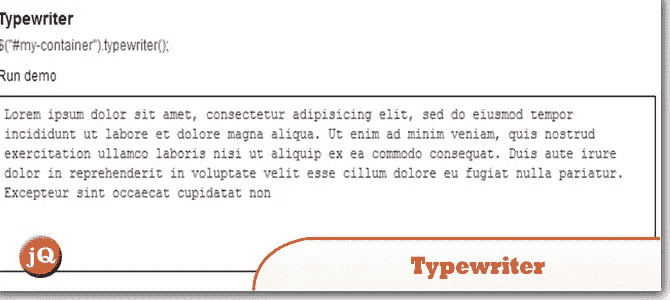 Typewriter
$("#my-container").typewriter();
Run demo
Lorem ipsum dolor sit amet, consectetur adipisicing elit, sed do eiusmod tempor
incididunt ut labore et dolore magna aliqua. Ut enim ad minim veniam, quis nostrud
exercitation ullamco laboris nisi ut aliquip ex ea commodo consequat. Duis aute irure
dolor in reprehenderit in voluptate velit esse cillum dolore eu fugiat nulla pariatur.
Excepteur sint occaecat cupidatat non
jQ
Typewriter